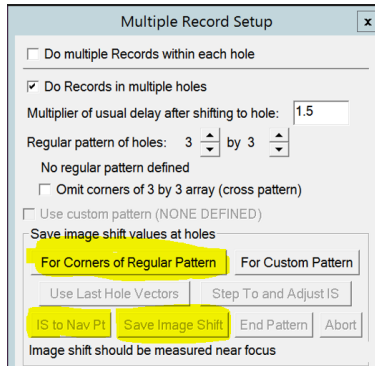 Multiple Record Setup x
Do multiple Records within each hole
Do Records in multiple holes
Multiplier of usual delay after shifting to hole: 1.5
Regular pattern of holes: 3 by 3
No regular pattern defined
Omit corners of 3 by 3 array (cross pattern)
Use custom pattern (NONE DEFINED)
Save image shift values at holes
For Corners of Regular Pattern For Custom Pattern
Use Last Hole Vectors Step To and Adjust IS
IS to Nav Pt Save Image Shift End Pattern Abort
Image shift should be measured near focus